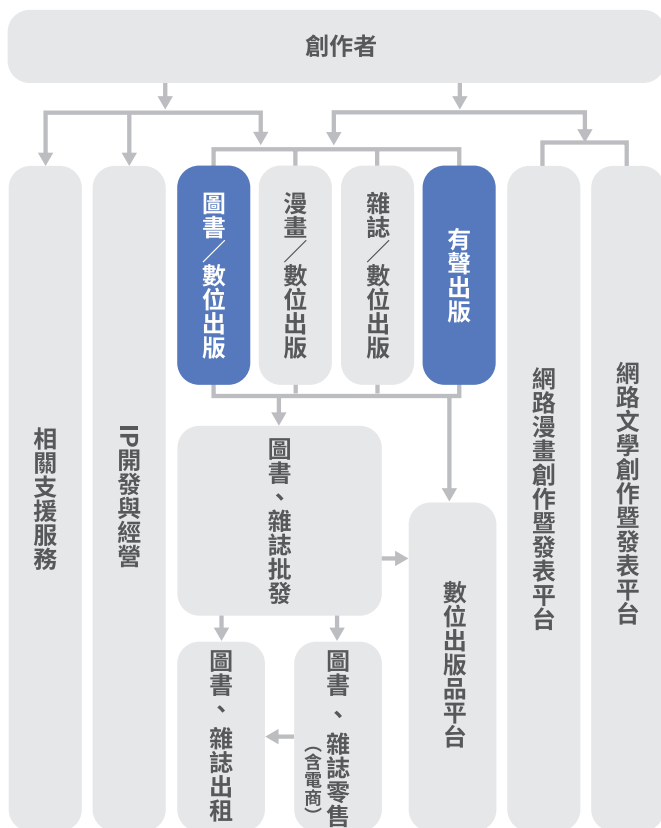 創作者
相關支援服務
IP開發與經營
圖書／數位出版
漫畫／數位出版
雜誌／數位出版
有聲出版
網路漫畫創作暨發表平台
網路文學創作暨發表平台
圖書、雜誌批發
數位出版品平台
圖書、雜誌出租
圖書、雜誌零售
（含電商）